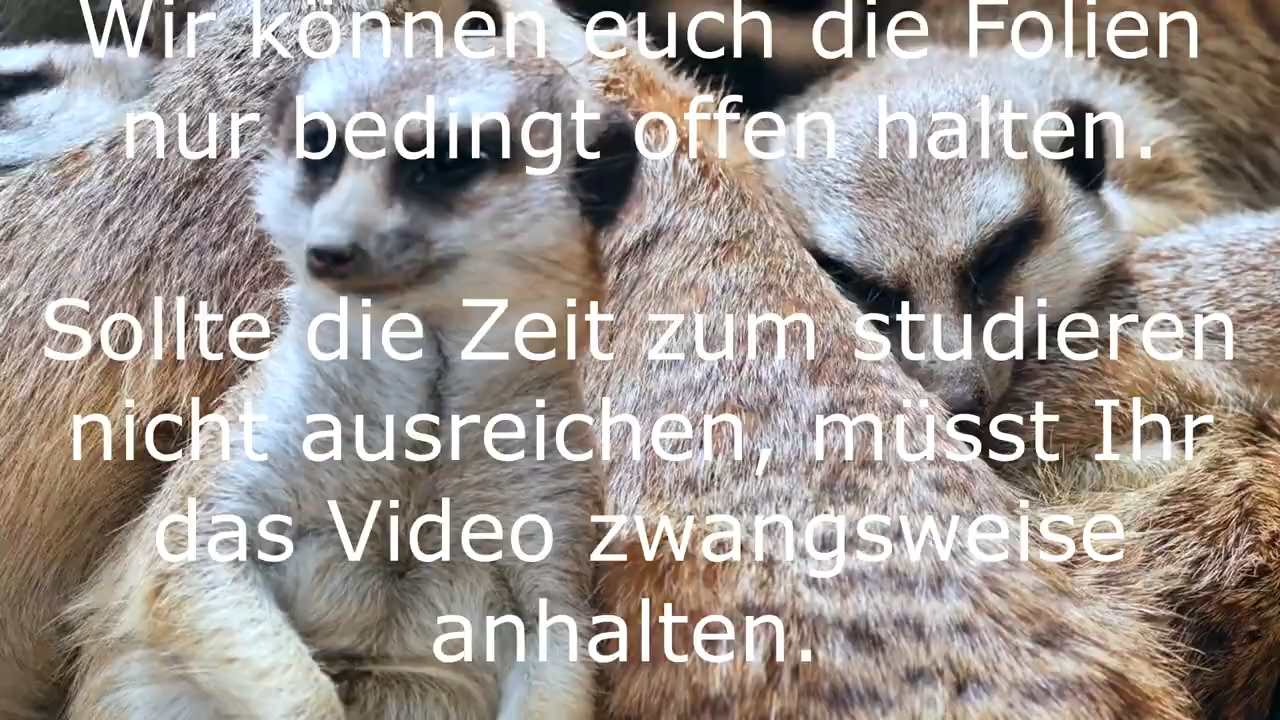 Wir können euch die Folien
nur bedingt offen halten.
Sollte die Zeit zum studieren
nicht ausreichen, müsst Ihr
das Video zwangsweise
anhalten.